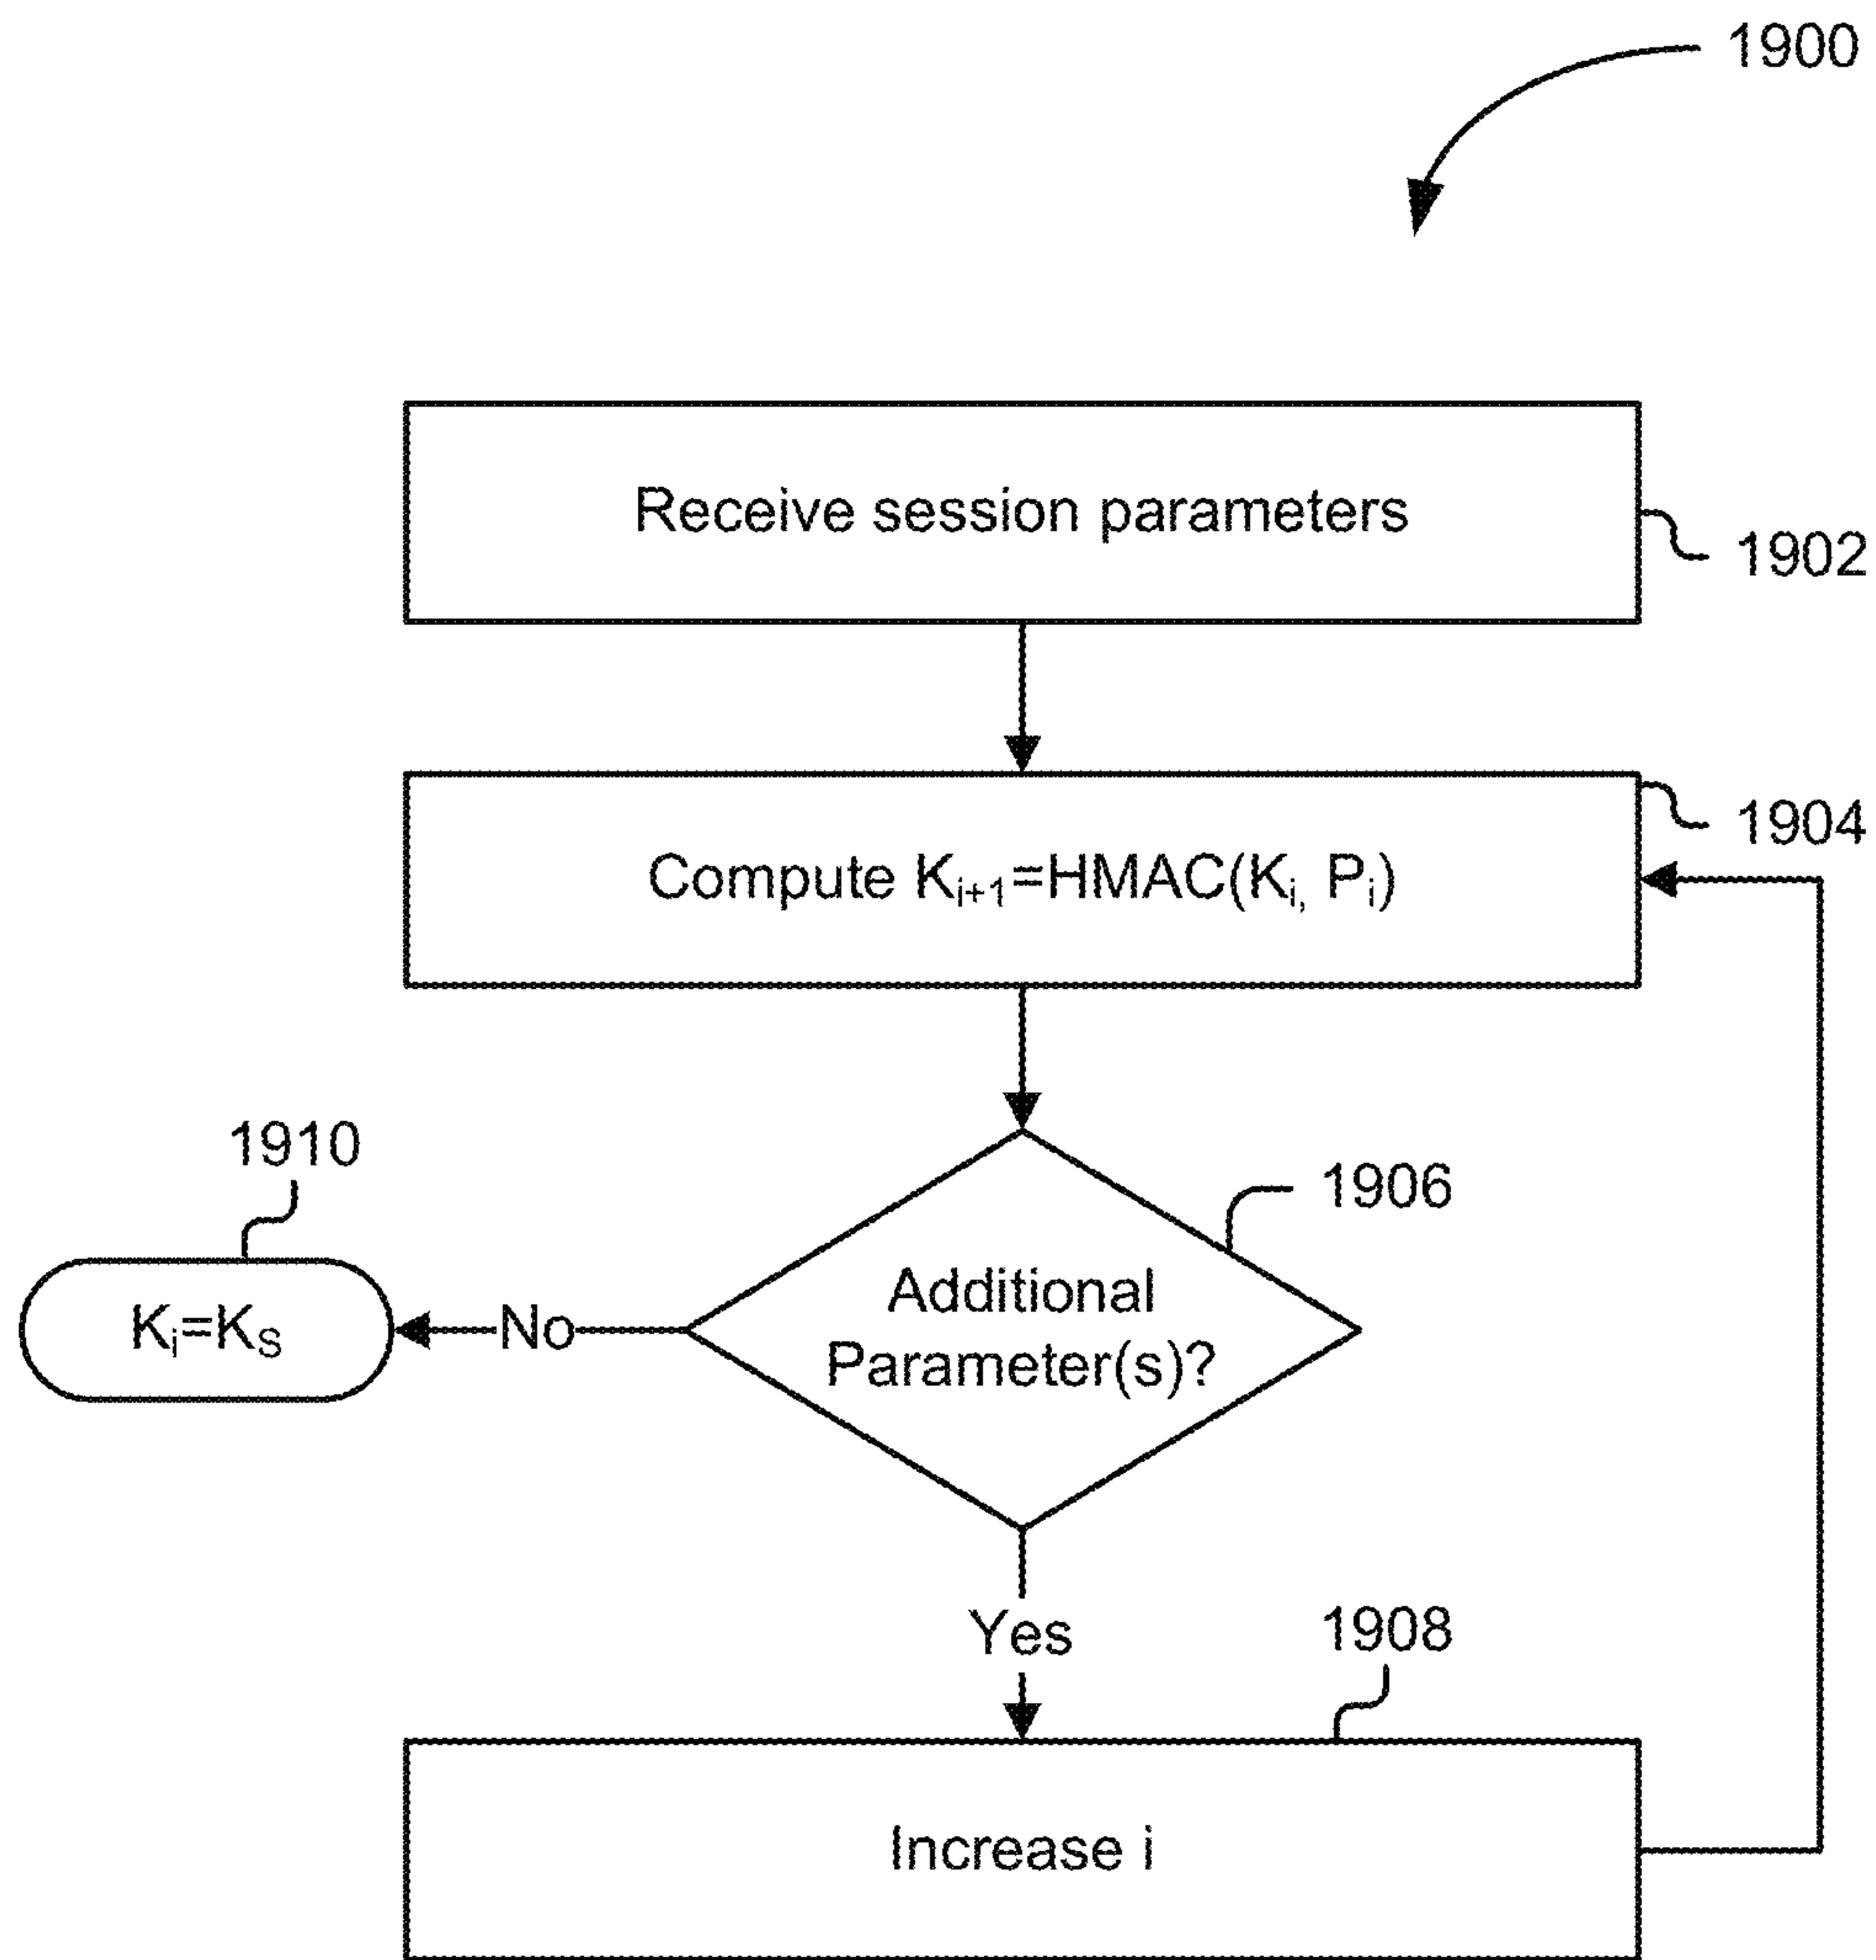 1900
Receive session parameters
1902
1904
Compute Kᵢ₊₁=HMAC(Kᵢ, Pᵢ)
1910
1906
Additional
Parameter(s)?
Kᵢ=K_S
No
Yes
1908
Increase i